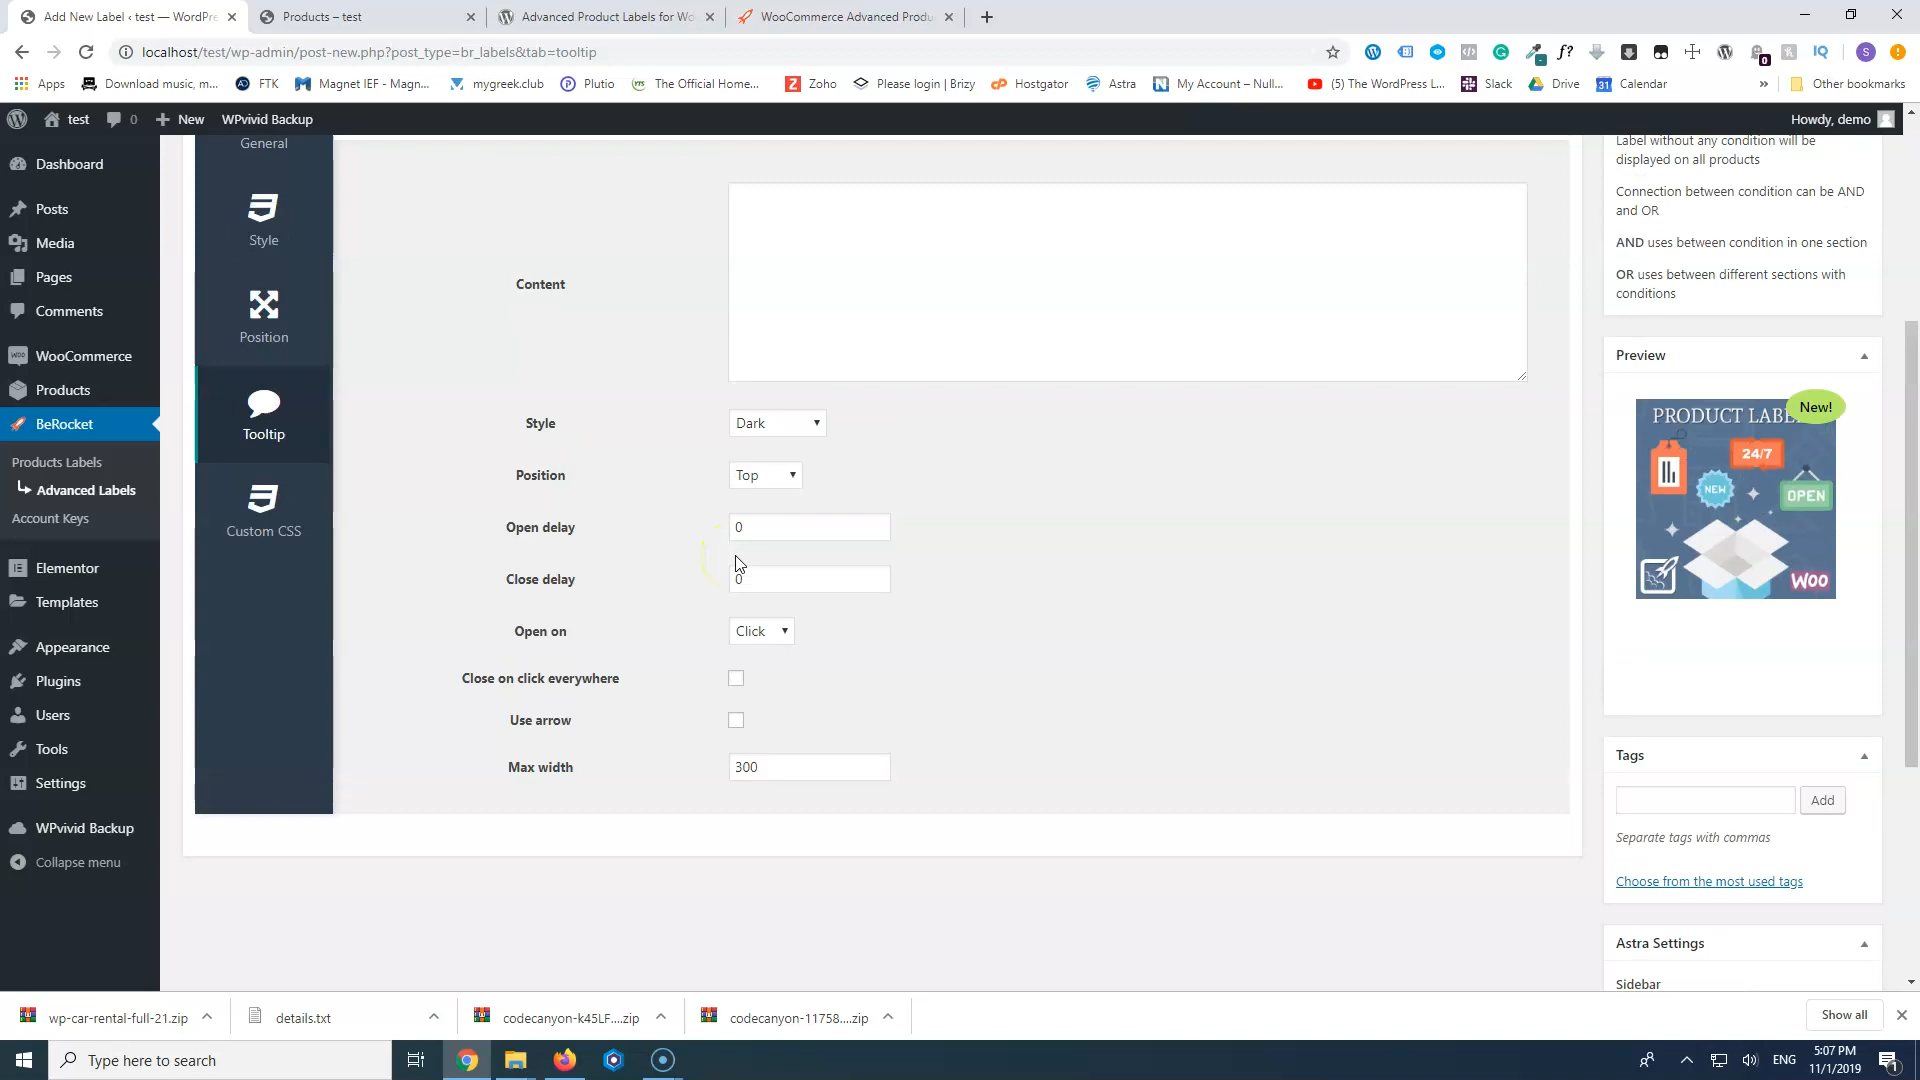 Add New Label ‹ test — WordPre
Products – test
Advanced Product Labels for Wo
WooCommerce Advanced Produ
localhost/test/wp-admin/post-new.php?post_type=br_labels&tab=tooltip
Apps
Download music, m...
FTK
Magnet IEF - Magn...
mygreek.club
Plutio
The Official Home...
Zoho
Please login | Brizy
Hostgator
Astra
My Account – Null...
(5) The WordPress L...
Slack
Drive
31
Calendar
»
Other bookmarks
test
0
New
WPvivid Backup
Howdy, demo
Dashboard
Posts
Media
Pages
Comments
WooCommerce
Products
BeRocket
Products Labels
Advanced Labels
Account Keys
Elementor
Templates
Appearance
Plugins
Users
Tools
Settings
WPvivid Backup
Collapse menu
General
Style
Position
Tooltip
Custom CSS
Content
Style
Dark
Position
Top
Open delay
0
Close delay
0
Open on
Click
Close on click everywhere
Use arrow
Max width
300
Label without any condition will be
displayed on all products
Connection between condition can be AND
and OR
AND uses between condition in one section
OR uses between different sections with
conditions
Preview
New!
PRODUCT LABE
24/7
NEW
OPEN
WOO
Tags
Add
Separate tags with commas
Choose from the most used tags
Astra Settings
Sidebar
wp-car-rental-full-21.zip
details.txt
codecanyon-k45LF....zip
codecanyon-11758....zip
Show all
Type here to search
ENG
5:07 PM
11/1/2019
1